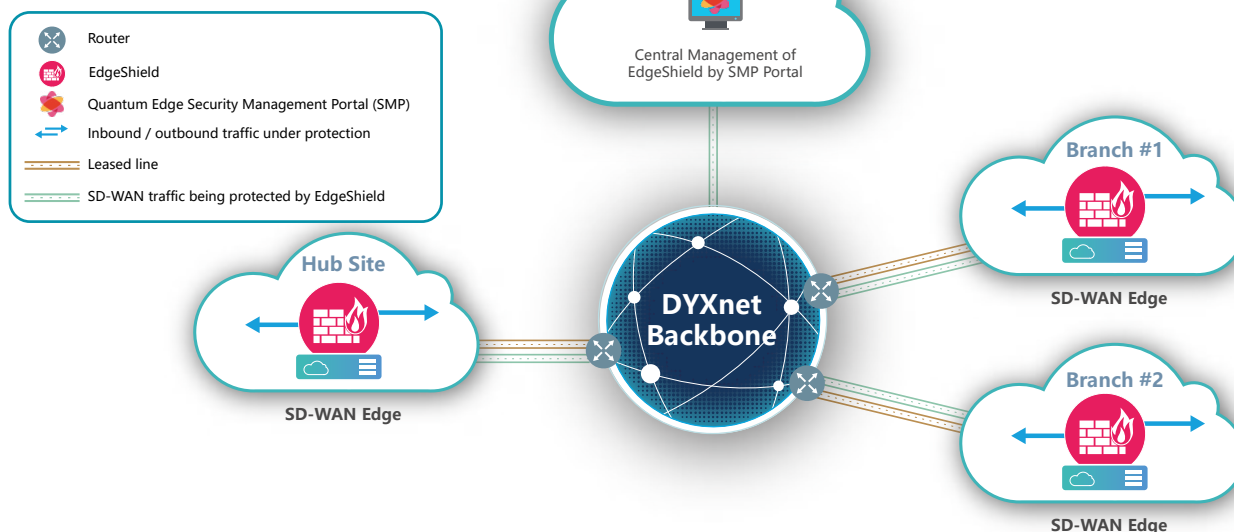 Router
EdgeShield
Quantum Edge Security Management Portal (SMP)
Inbound / outbound traffic under protection
Leased line
SD-WAN traffic being protected by EdgeShield
Central Management of
EdgeShield by SMP Portal
Hub Site
SD-WAN Edge
DYXnet
Backbone
Branch #1
SD-WAN Edge
Branch #2
SD-WAN Edge